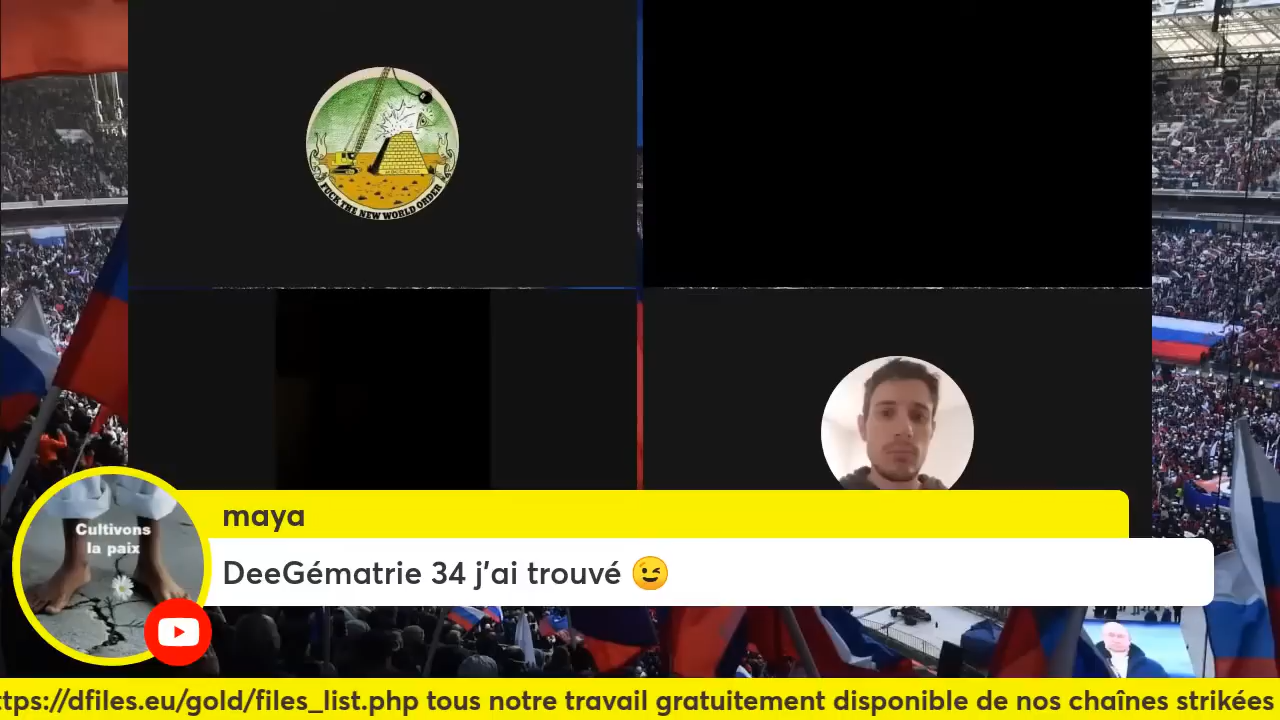 FUCK THE NEW WORLD ORDER
maya
Cultivons
la paix
DeeGématrie 34 j'ai trouvé 😉
ttps://dfiles.eu/gold/files_list.php tous notre travail gratuitement disponible de nos chaînes strikées